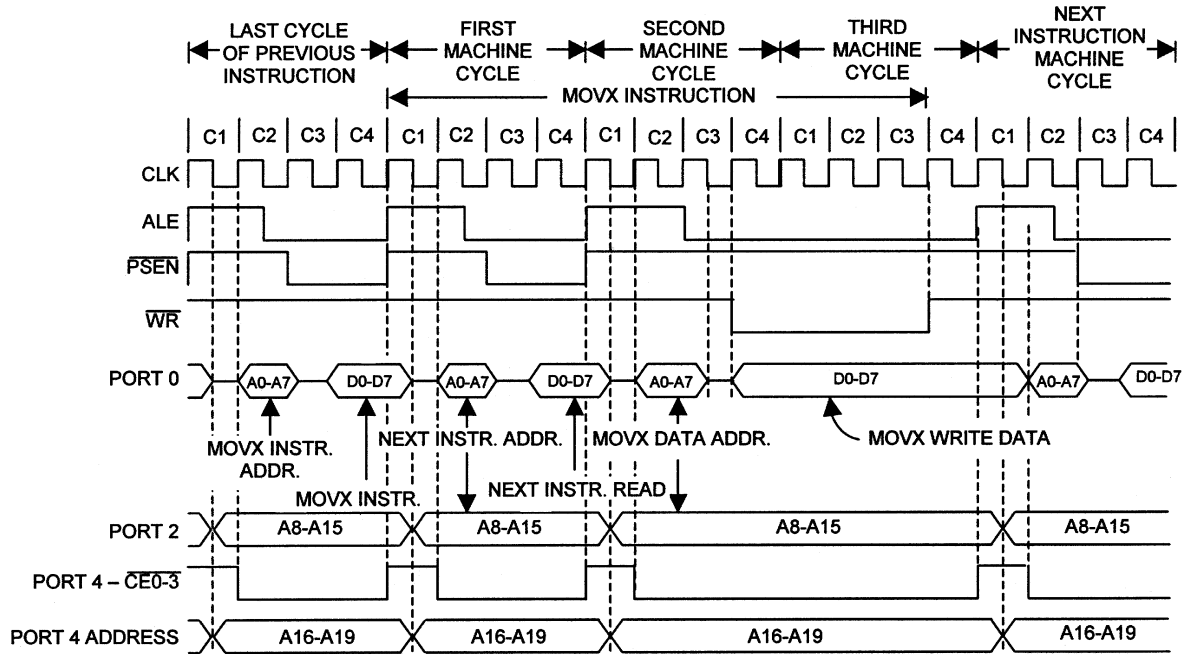 LAST CYCLE
OF PREVIOUS
INSTRUCTION
FIRST
MACHINE
CYCLE
SECOND
MACHINE
CYCLE
THIRD
MACHINE
CYCLE
NEXT
INSTRUCTION
MACHINE
CYCLE
MOVX INSTRUCTION
C1 C2 C3 C4 C1 C2 C3 C4 C1 C2 C3 C4 C1 C2 C3 C4 C1 C2 C3 C4
CLK
ALE
PSEN
WR
PORT 0 A0-A7 D0-D7 A0-A7 D0-D7 A0-A7 D0-D7 A0-A7 D0-D7
MOVX INSTR.
ADDR.
NEXT INSTR. ADDR.
MOVX DATA ADDR.
MOVX WRITE DATA
MOVX INSTR.
NEXT INSTR. READ
PORT 2 A8-A15 A8-A15 A8-A15 A8-A15
PORT 4 – CE0-3
PORT 4 ADDRESS A16-A19 A16-A19 A16-A19 A16-A19